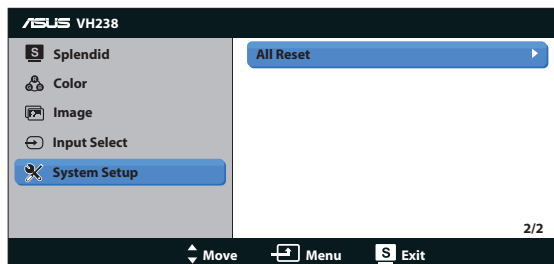 ASUS VH238
S Splendid
Color
Image
Input Select
System Setup
All Reset
2/2
Move Menu S Exit